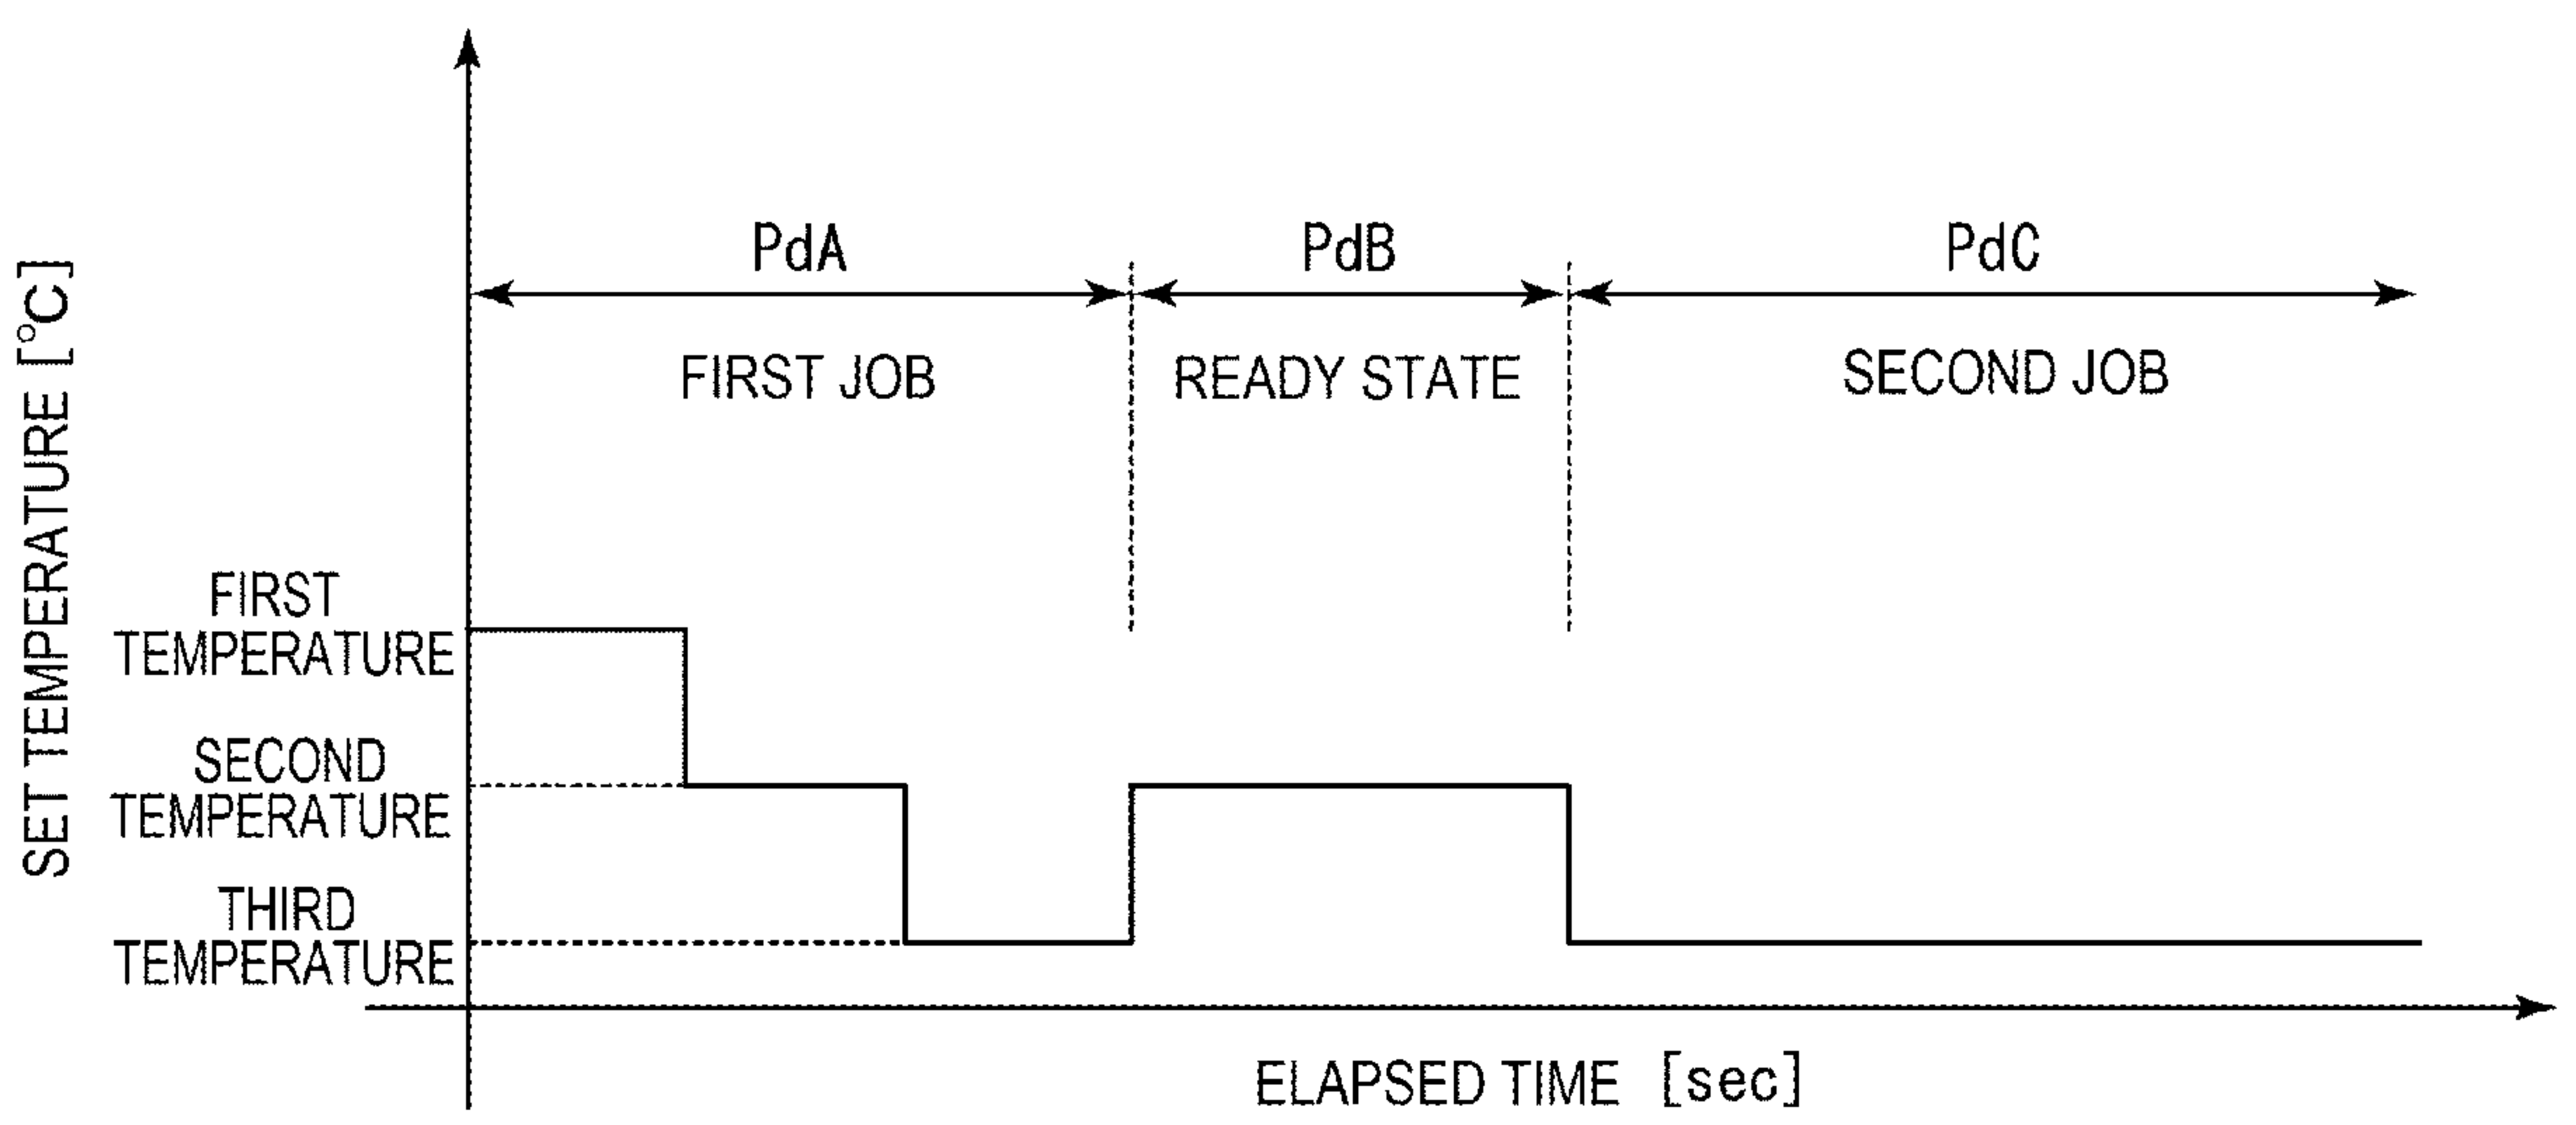 PdA
PdB
PdC
FIRST JOB
READY STATE
SECOND JOB
SET TEMPERATURE [°C]
FIRST
TEMPERATURE
SECOND
TEMPERATURE
THIRD
TEMPERATURE
ELAPSED TIME [sec]